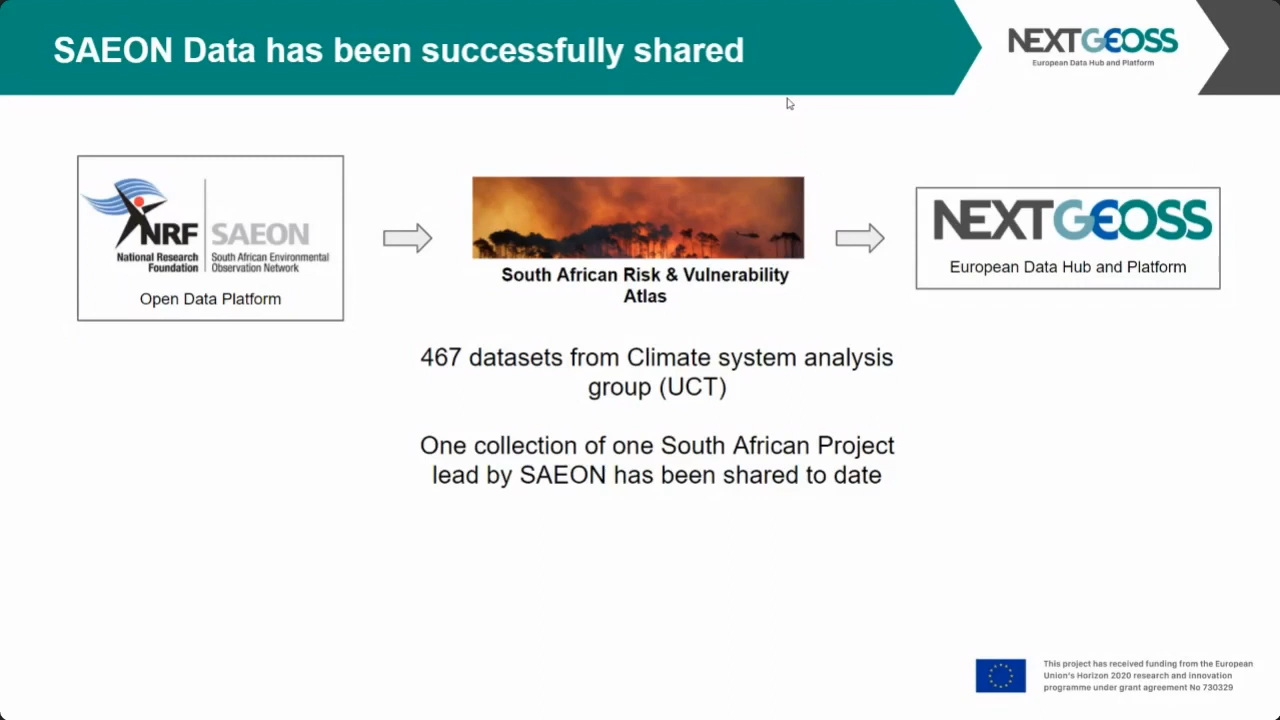 SAEON Data has been successfully shared
NEXTGEOSS
European Data Hub and Platform
NRF
SAEON
National Research
Foundation
South African Environmental
Observation Network
Open Data Platform
South African Risk & Vulnerability
Atlas
NEXTGEOSS
European Data Hub and Platform
467 datasets from Climate system analysis
group (UCT)
One collection of one South African Project
lead by SAEON has been shared to date
This project has received funding from the European
Union's Horizon 2020 research and innovation
programme under grant agreement No 730329